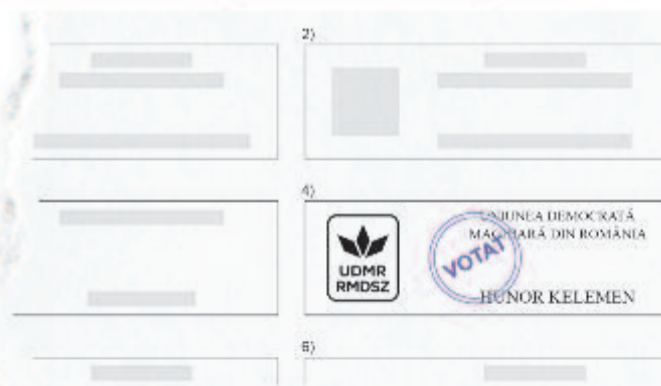 2)
4)
UDMR
RMDSZ
UNIUNEA DEMOCRATĂ
MAGHIARĂ DIN ROMÂNIA
VOTAT
HUNOR KELEMEN
6)